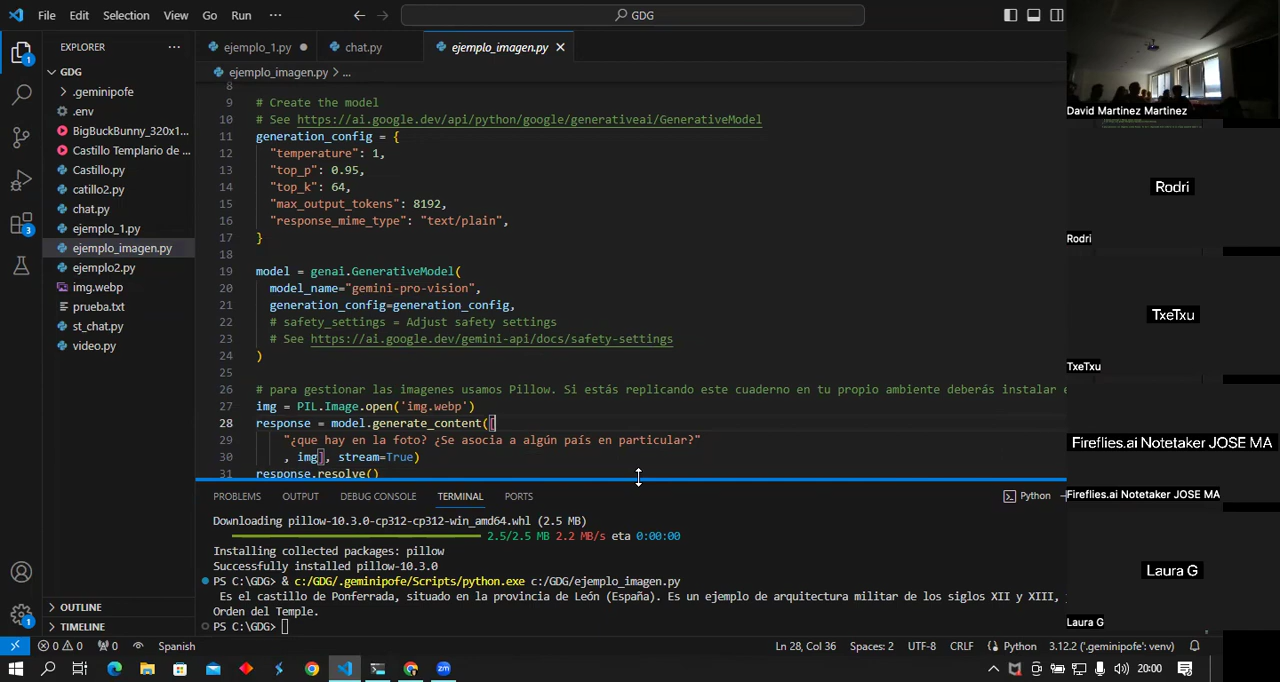 File Edit Selection View Go Run ··· GDG
EXPLORER ···
GDG
.geminipofe
.env
BigBuckBunny_320x1...
Castillo Templario de ...
Castillo.py
catillo2.py
chat.py
ejemplo_1.py
ejemplo_imagen.py
ejemplo2.py
img.webp
prueba.txt
st_chat.py
video.py
OUTLINE
TIMELINE
1
3
1
ejemplo_1.py chat.py ejemplo_imagen.py
ejemplo_imagen.py > ...
8
9 # Create the model
10 # See https://ai.google.dev/api/python/google/generativeai/GenerativeModel
11 generation_config = {
12 "temperature": 1,
13 "top_p": 0.95,
14 "top_k": 64,
15 "max_output_tokens": 8192,
16 "response_mime_type": "text/plain",
17 }
18
19 model = genai.GenerativeModel(
20 model_name="gemini-pro-vision",
21 generation_config=generation_config,
22 # safety_settings = Adjust safety settings
23 # See https://ai.google.dev/gemini-api/docs/safety-settings
24 )
25
26 # para gestionar las imagenes usamos Pillow. Si estás replicando este cuaderno en tu propio ambiente deberás instalar e
27 img = PIL.Image.open('img.webp')
28 response = model.generate_content([
29 "¿que hay en la foto? ¿Se asocia a algún país en particular?"
30 , img], stream=True)
31 response.resolve()
PROBLEMS OUTPUT DEBUG CONSOLE TERMINAL PORTS Python
Downloading pillow-10.3.0-cp312-cp312-win_amd64.whl (2.5 MB)
2.5/2.5 MB 2.2 MB/s eta 0:00:00
Installing collected packages: pillow
Successfully installed pillow-10.3.0
PS C:\GDG> & c:/GDG/.geminipofe/Scripts/python.exe c:/GDG/ejemplo_imagen.py
Es el castillo de Ponferrada, situado en la provincia de León (España). Es un ejemplo de arquitectura militar de los siglos XII y XIII,
Orden del Temple.
PS C:\GDG>
0 0 0 Spanish Ln 28, Col 36 Spaces: 2 UTF-8 CRLF Python 3.12.2 ('.geminipofe': venv)
20:00
David Martinez Martinez
Rodri
Rodri
TxeTxu
TxeTxu
Fireflies.ai Notetaker JOSE MA
Fireflies.ai Notetaker JOSE MA
Laura G
Laura G